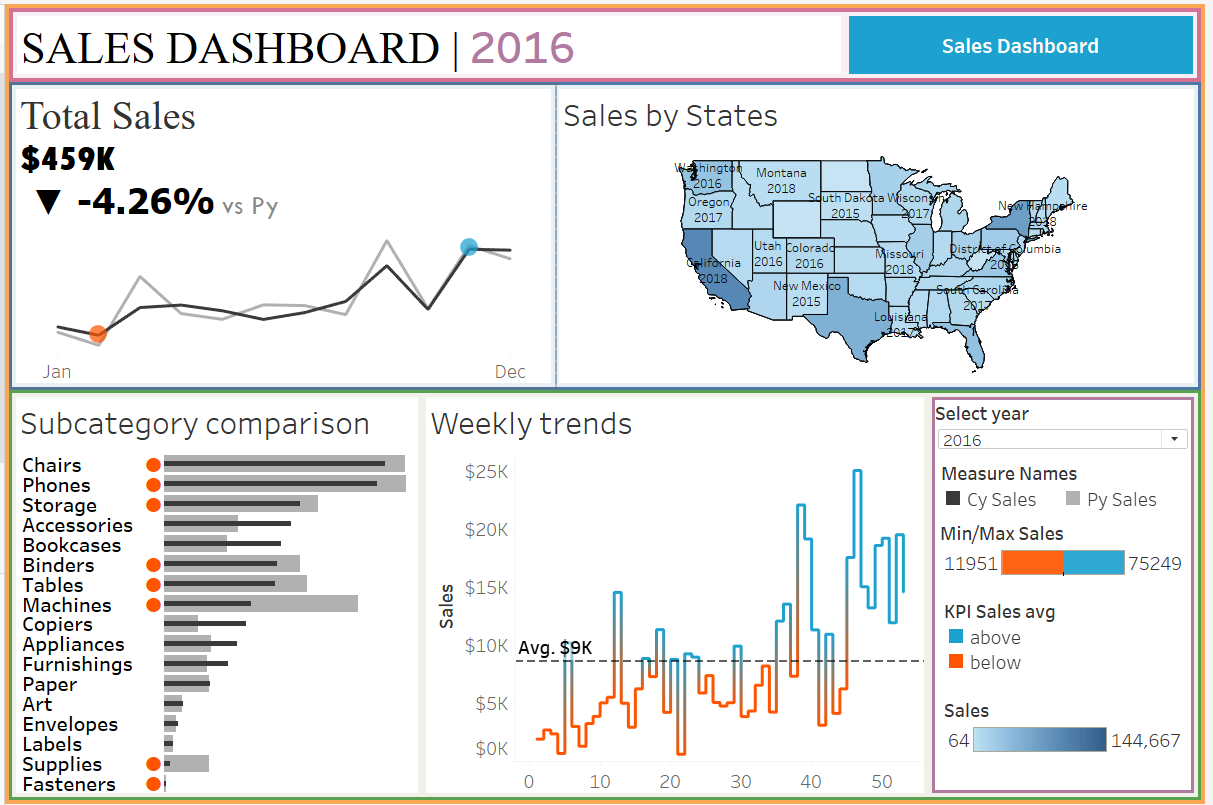 SALES DASHBOARD | 2016
Sales Dashboard
Total Sales
$459K
▼ -4.26% vs Py
Jan
Dec
Sales by States
Washington
2016
Montana
2018
Oregon
2017
South Dakota
2015
Wisconsin
2017
New Hampshire
2018
Utah
2016
Colorado
2016
Missouri
2018
District of Columbia
California
2018
New Mexico
2015
South Carolina
2017
Louisiana
2017
Subcategory comparison
Chairs
Phones
Storage
Accessories
Bookcases
Binders
Tables
Machines
Copiers
Appliances
Furnishings
Paper
Art
Envelopes
Labels
Supplies
Fasteners
Weekly trends
Sales
$25K
$20K
$15K
$10K
$5K
$0K
Avg. $9K
0 10 20 30 40 50
Select year
2016
Measure Names
Cy Sales Py Sales
Min/Max Sales
11951 75249
KPI Sales avg
above
below
Sales
64 144,667